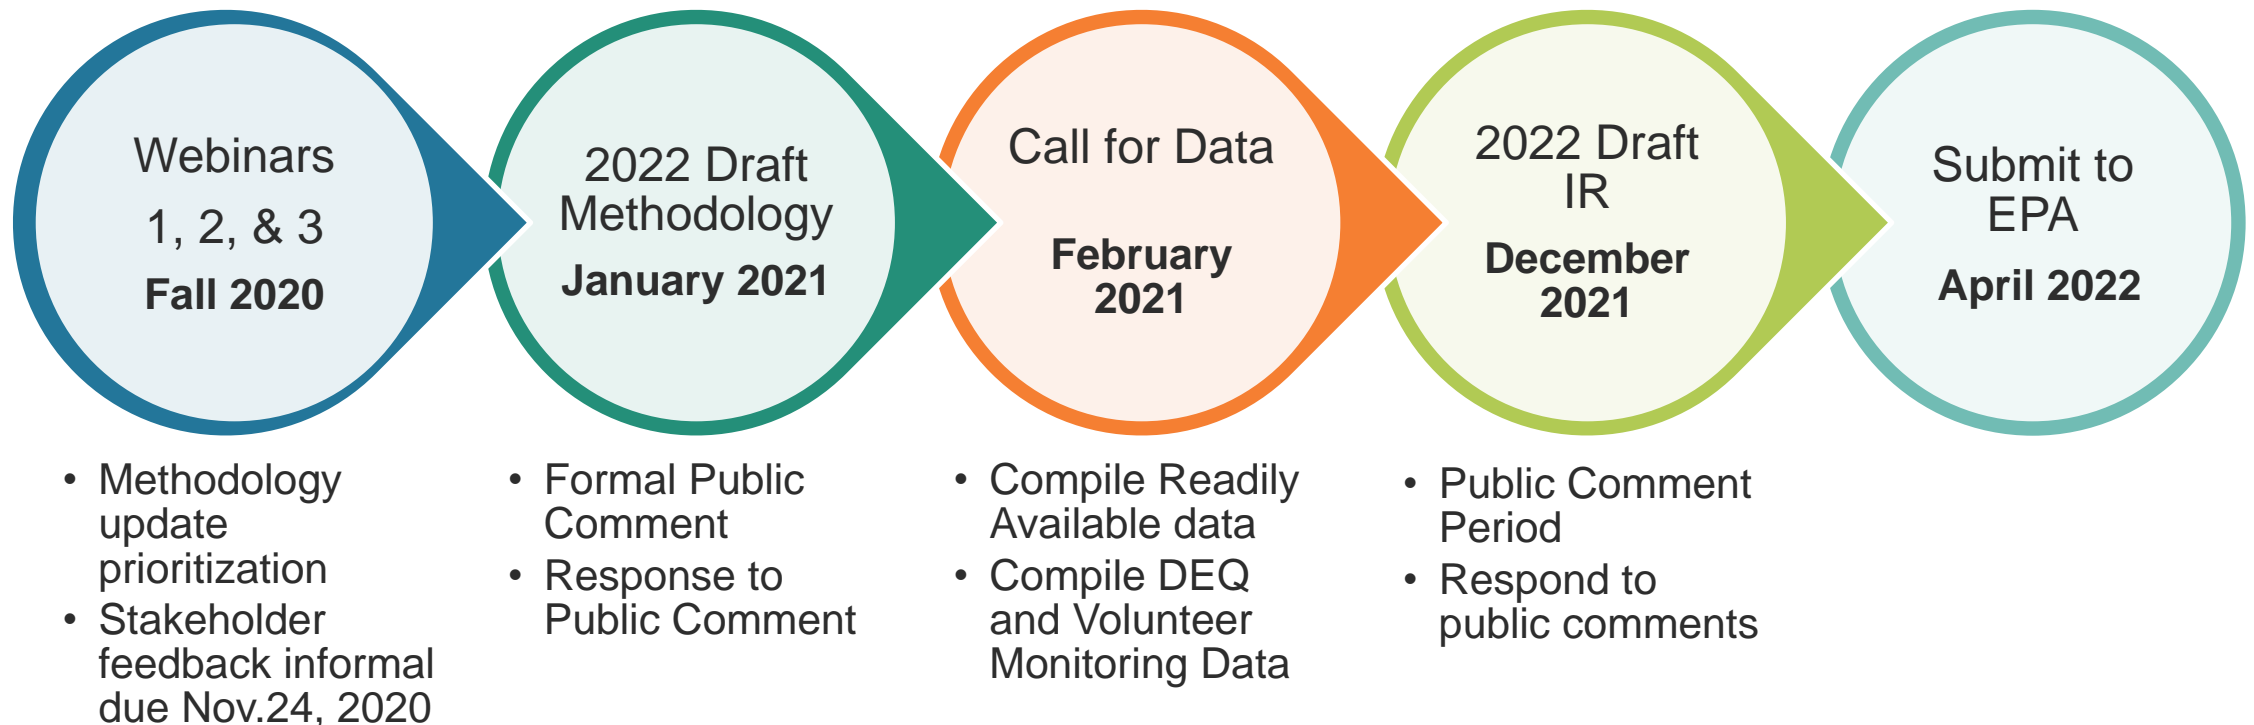 Webinars
1, 2, & 3
Fall 2020
2022 Draft
Methodology
January 2021
Call for Data
February
2021
2022 Draft
IR
December
2021
Submit to
EPA
April 2022
• Methodology
update
prioritization
• Stakeholder
feedback informal
due Nov.24, 2020
• Formal Public
Comment
• Response to
Public Comment
• Compile Readily
Available data
• Compile DEQ
and Volunteer
Monitoring Data
• Public Comment
Period
• Respond to
public comments